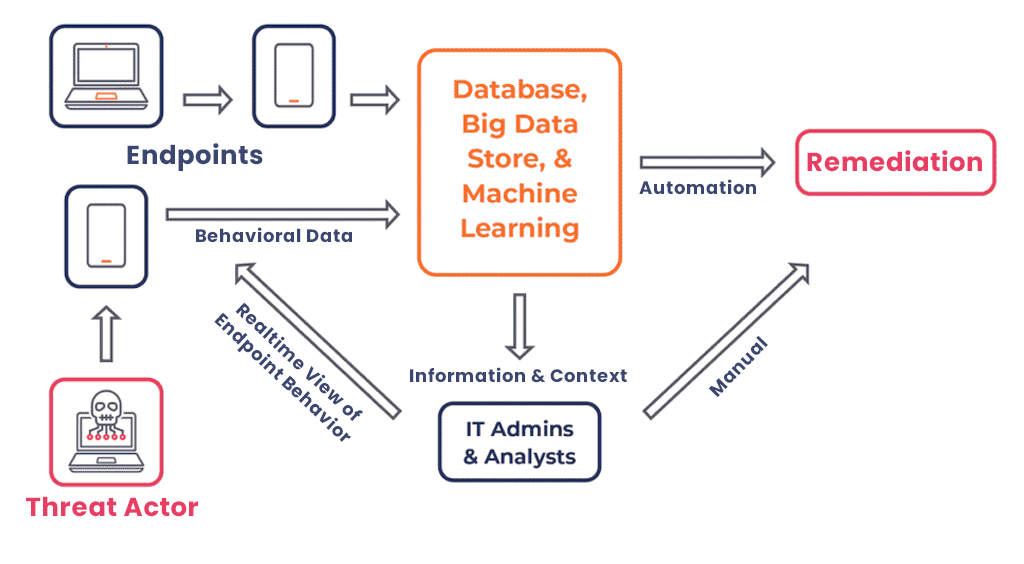 Endpoints
Database,
Big Data
Store, &
Machine
Learning
Automation
Remediation
Behavioral Data
Realtime View of
Endpoint Behavior
Information & Context
Manual
IT Admins
& Analysts
Threat Actor